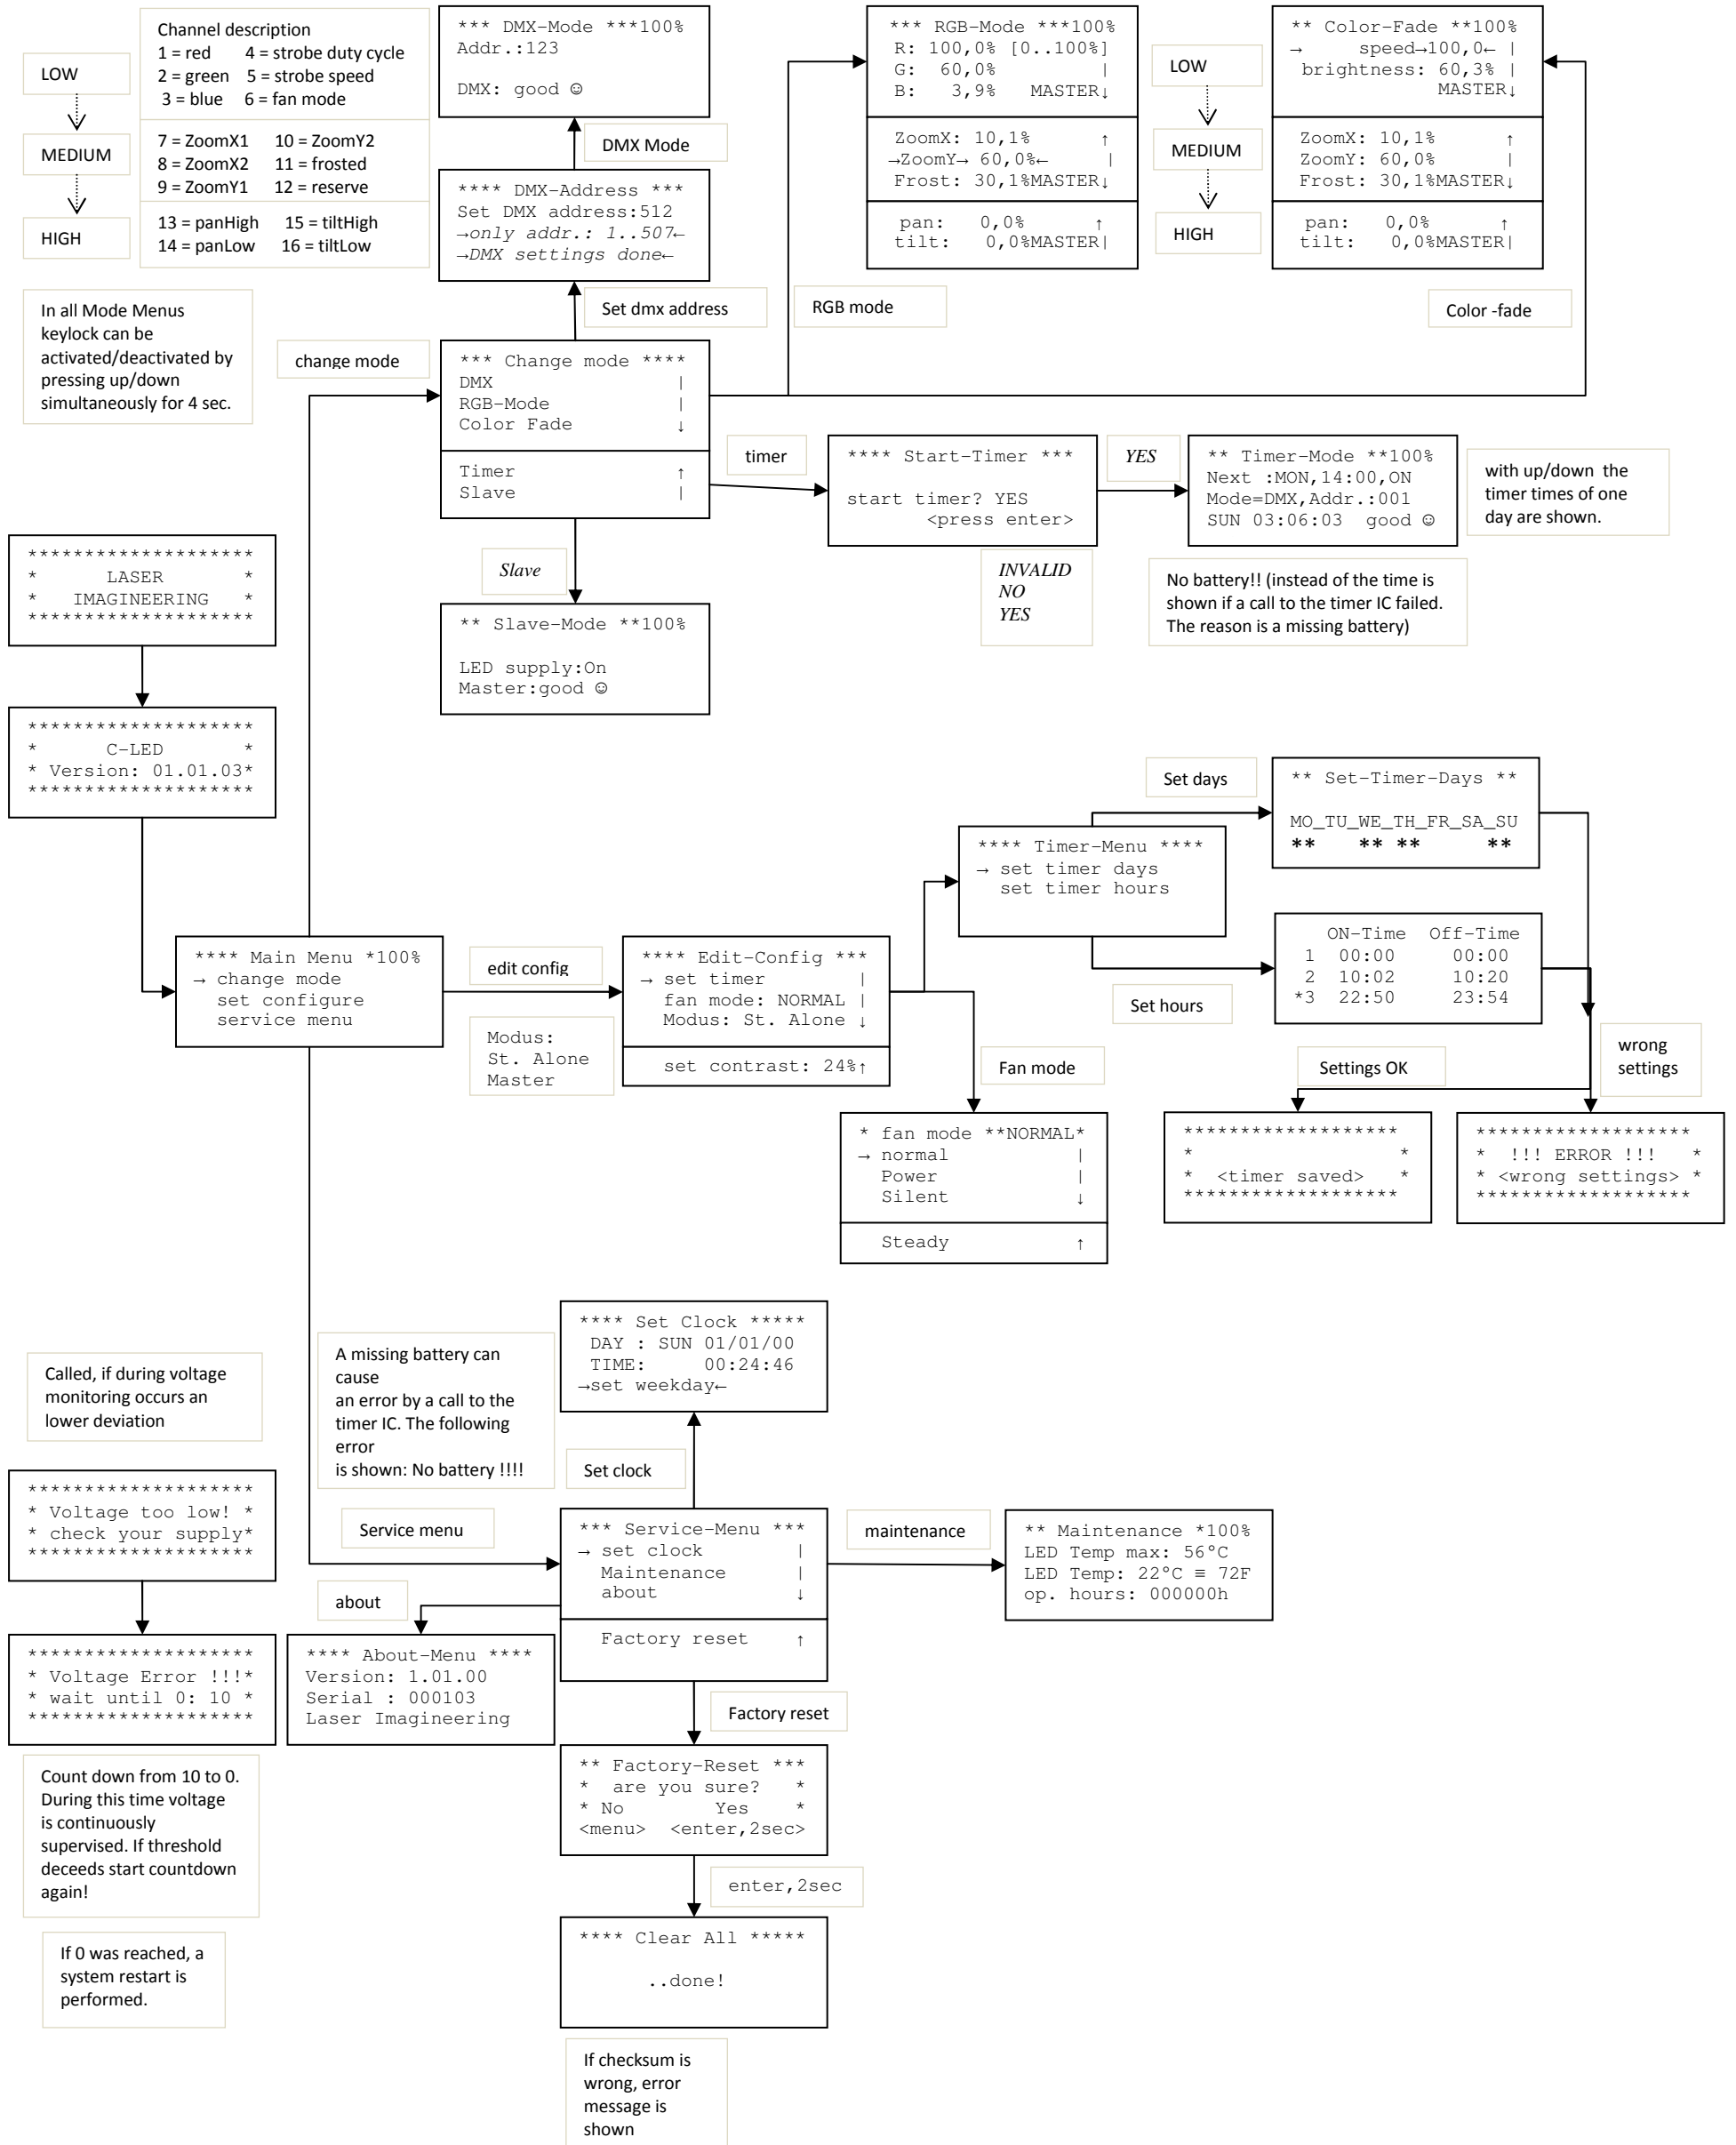 LOW
MEDIUM
HIGH
Channel description
1 = red 4 = strobe duty cycle
2 = green 5 = strobe speed
3 = blue 6 = fan mode
7 = ZoomX1 10 = ZoomY2
8 = ZoomX2 11 = frosted
9 = ZoomY1 12 = reserve
13 = panHigh 15 = tiltHigh
14 = panLow 16 = tiltLow
In all Mode Menus
keylock can be
activated/deactivated by
pressing up/down
simultaneously for 4 sec.
*** DMX-Mode ***100%
Addr.:123
DMX: good ☺
DMX Mode
**** DMX-Address ***
Set DMX address:512
→only addr.: 1..507←
→DMX settings done←
Set dmx address
*** RGB-Mode ***100%
R: 100,0% [0..100%]
G: 60,0% |
B: 3,9% MASTER↓
ZoomX: 10,1% ↑
→ZoomY→ 60,0%← |
Frost: 30,1%MASTER↓
pan: 0,0% ↑
tilt: 0,0%MASTER|
RGB mode
LOW
MEDIUM
HIGH
** Color-Fade **100%
→ speed→100,0← |
brightness: 60,3% |
MASTER↓
ZoomX: 10,1% ↑
ZoomY: 60,0% |
Frost: 30,1%MASTER↓
pan: 0,0% ↑
tilt: 0,0%MASTER|
Color -fade
change mode
*** Change mode ****
DMX |
RGB-Mode |
Color Fade ↓
Timer ↑
Slave |
timer
**** Start-Timer ***
start timer? YES
<press enter>
YES
INVALID
NO
YES
** Timer-Mode **100%
Next :MON,14:00,ON
Mode=DMX,Addr.:001
SUN 03:06:03 good ☺
with up/down the
timer times of one
day are shown.
No battery!! (instead of the time is
shown if a call to the timer IC failed.
The reason is a missing battery)
Slave
** Slave-Mode **100%
LED supply:On
Master:good ☺
********************
* LASER *
* IMAGINEERING *
********************
********************
* C-LED *
* Version: 01.01.03*
********************
**** Main Menu *100%
→ change mode
set configure
service menu
edit config
Modus:
St. Alone
Master
**** Edit-Config ***
→ set timer |
fan mode: NORMAL |
Modus: St. Alone ↓
set contrast: 24%↑
**** Timer-Menu ****
→ set timer days
set timer hours
Set days
** Set-Timer-Days **
MO_TU_WE_TH_FR_SA_SU
** ** ** **
Set hours
ON-Time Off-Time
1 00:00 00:00
2 10:02 10:20
*3 22:50 23:54
Fan mode
* fan mode **NORMAL*
→ normal |
Power |
Silent ↓
Steady ↑
Settings OK
wrong
settings
*******************
* *
* <timer saved> *
*******************
*******************
* !!! ERROR !!! *
* <wrong settings> *
*******************
Called, if during voltage
monitoring occurs an
lower deviation
********************
* Voltage too low! *
* check your supply*
********************
********************
* Voltage Error !!!*
* wait until 0: 10 *
********************
Count down from 10 to 0.
During this time voltage
is continuously
supervised. If threshold
deceeds start countdown
again!
If 0 was reached, a
system restart is
performed.
A missing battery can
cause
an error by a call to the
timer IC. The following
error
is shown: No battery !!!!
**** Set Clock *****
DAY : SUN 01/01/00
TIME: 00:24:46
→set weekday←
Set clock
Service menu
*** Service-Menu ***
→ set clock |
Maintenance |
about ↓
Factory reset ↑
maintenance
** Maintenance *100%
LED Temp max: 56°C
LED Temp: 22°C ≡ 72F
op. hours: 000000h
about
**** About-Menu ****
Version: 1.01.00
Serial : 000103
Laser Imagineering
Factory reset
** Factory-Reset ***
* are you sure? *
* No Yes *
<menu> <enter,2sec>
enter,2sec
**** Clear All *****
..done!
If checksum is
wrong, error
message is
shown